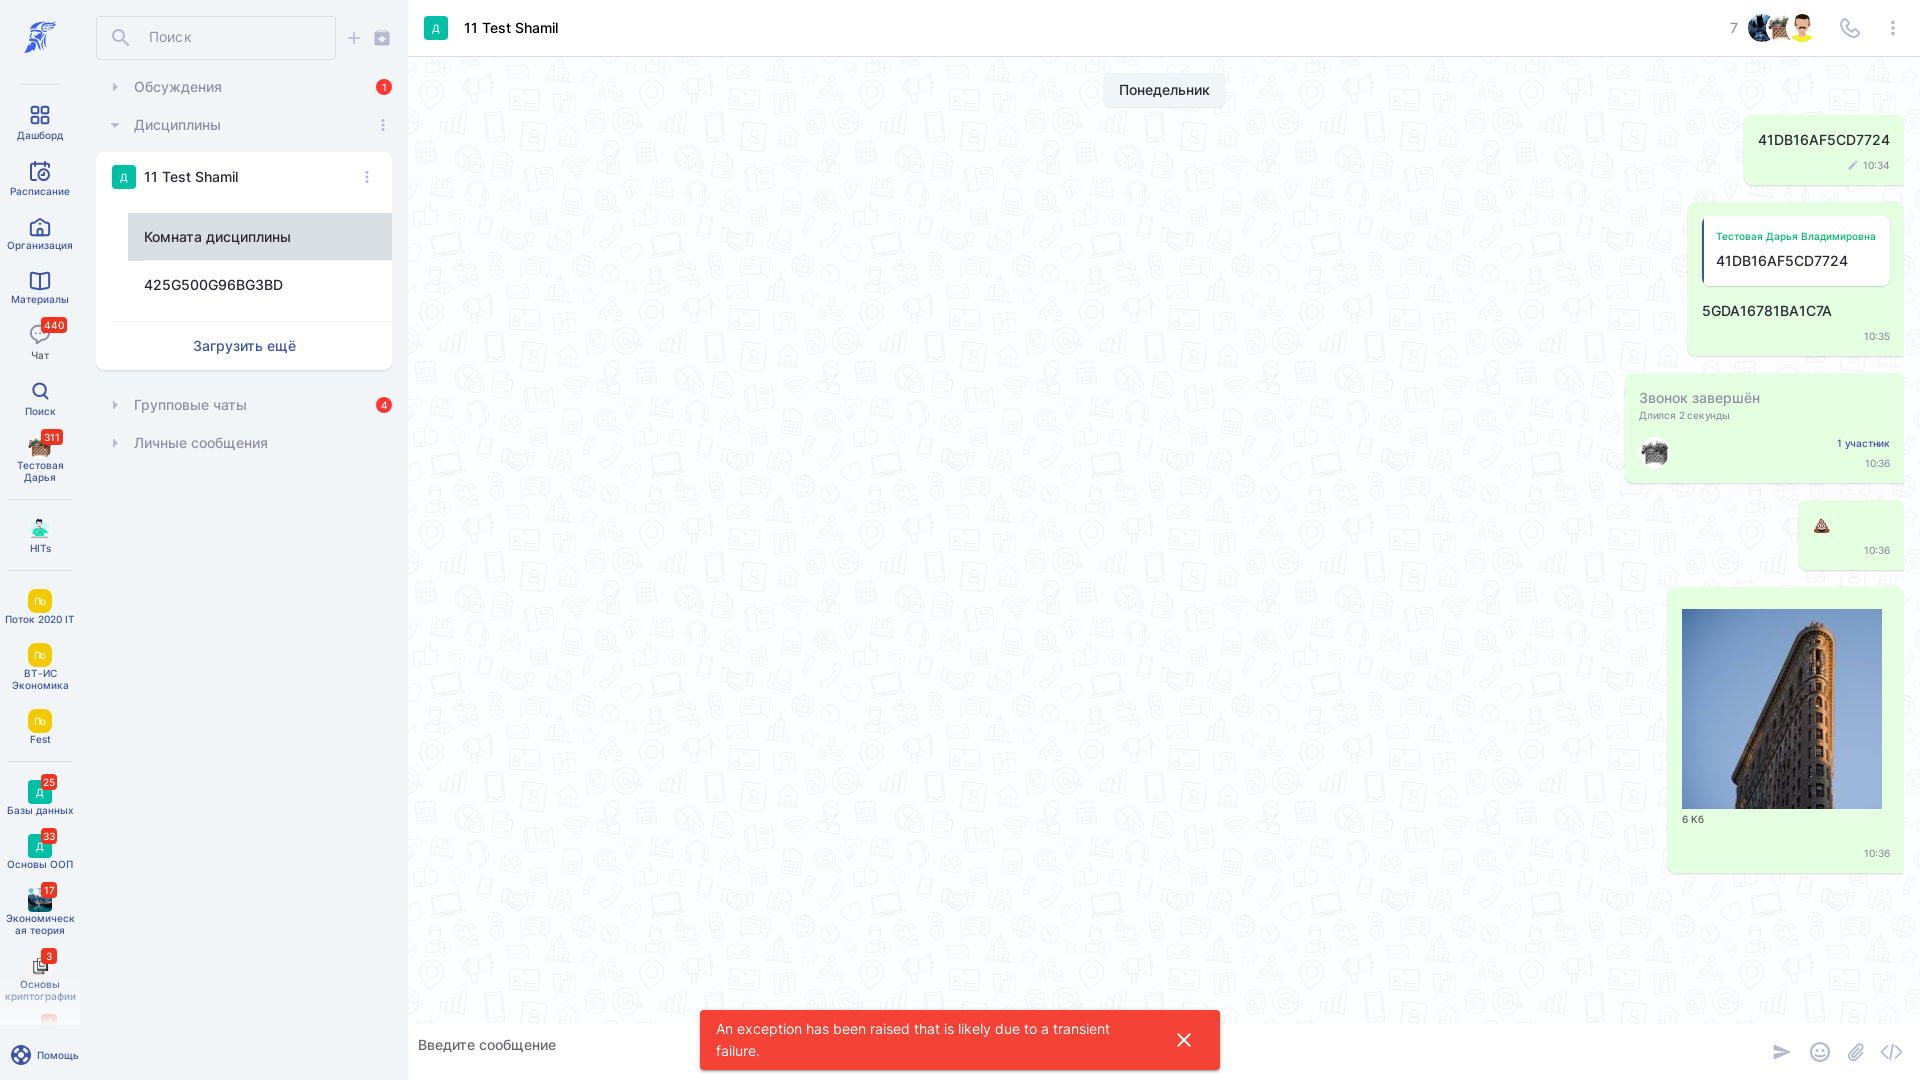 Дашборд
Расписание
Организация
Материалы
440
Чат
Поиск
311
Тестовая
Дарья
HITs
По
Поток 2020 IT
По
ВТ-ИС
Экономика
По
Fest
25
Д
Базы данных
33
Д
Основы ООП
17
Экономическ
ая теория
3
Основы
криптографии
Помощь
Поиск
Обсуждения
1
Дисциплины
Д
11 Test Shamil
Комната дисциплины
425G500G96BG3BD
Загрузить ещё
Групповые чаты
4
Личные сообщения
Д
11 Test Shamil
7
Понедельник
41DB16AF5CD7724
10:34
Тестовая Дарья Владимировна
41DB16AF5CD7724
5GDA16781BA1C7A
10:35
Звонок завершён
Длился 2 секунды
1 участник
10:36
10:36
6 Кб
10:36
Введите сообщение
An exception has been raised that is likely due to a transient
failure.